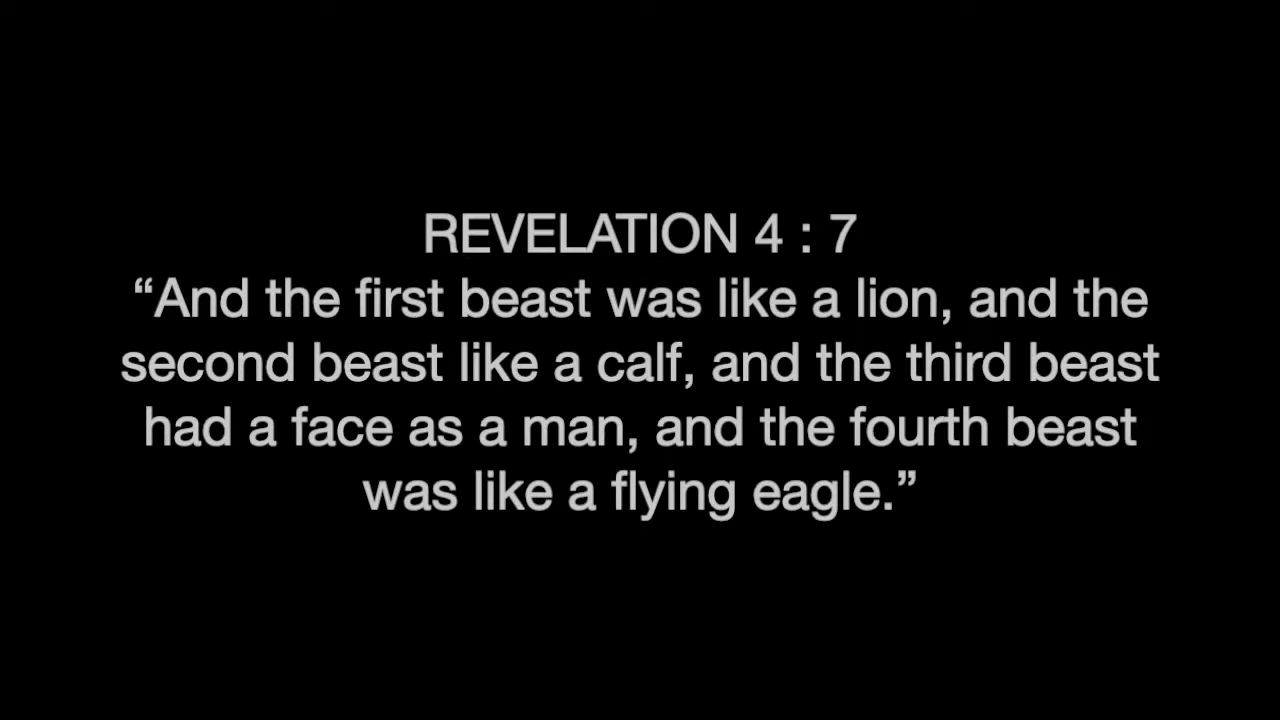 REVELATION 4 : 7
“And the first beast was like a lion, and the
second beast like a calf, and the third beast
had a face as a man, and the fourth beast
was like a flying eagle.”